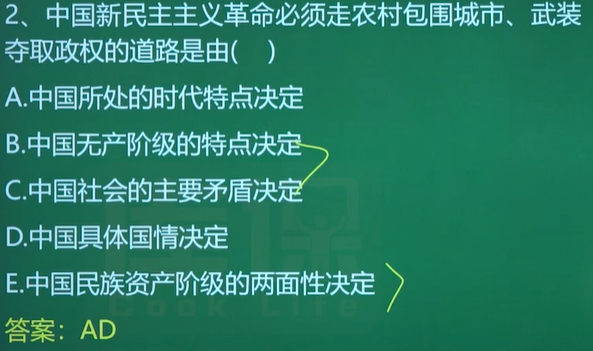 2、中国新民主主义革命必须走农村包围城市、武装
夺取政权的道路是由(　)
A.中国所处的时代特点决定
B.中国无产阶级的特点决定
C.中国社会的主要矛盾决定
D.中国具体国情决定
E.中国民族资产阶级的两面性决定
答案：AD